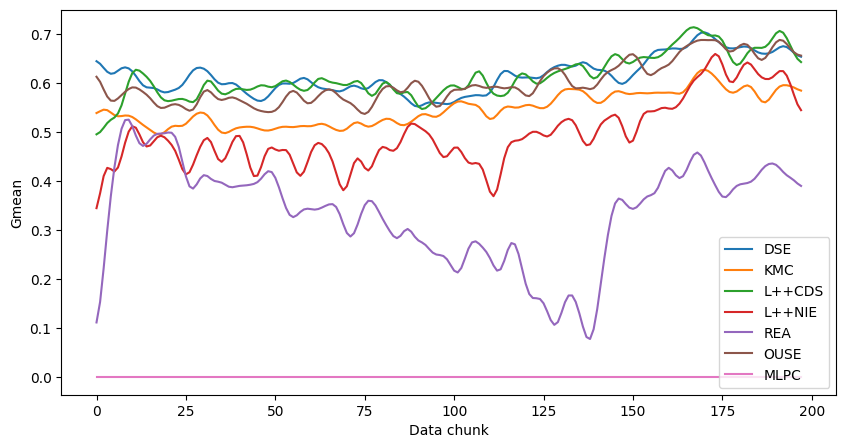 0.7
0.6
0.5
0.4
0.3
0.2
0.1
0.0
Gmean
0 25 50 75 100 125 150 175 200
Data chunk
DSE
KMC
L++CDS
L++NIE
REA
OUSE
MLPC